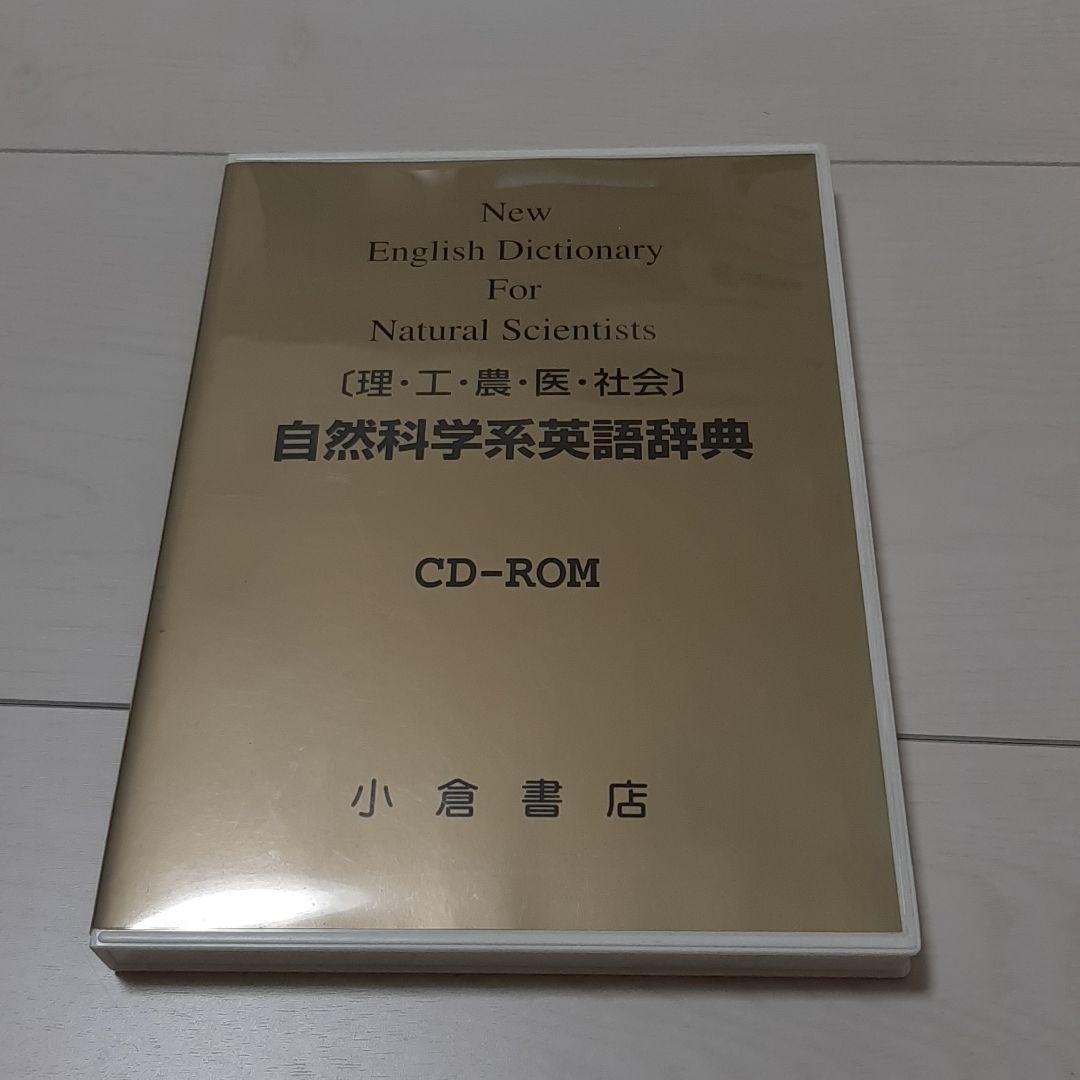 New
English Dictionary
For
Natural Scientists
〔理・工・農・医・社会〕
自然科学系英語辞典
CD-ROM
小倉書店